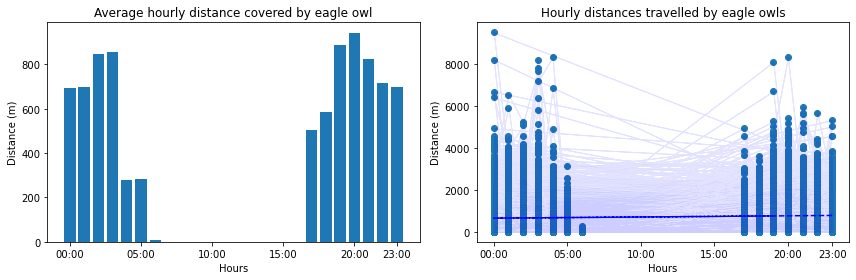 Average hourly distance covered by eagle owl
Distance (m)
800
600
400
200
0
00:00 05:00 10:00 15:00 20:00 23:00
Hours
Hourly distances travelled by eagle owls
Distance (m)
8000
6000
4000
2000
0
00:00 05:00 10:00 15:00 20:00 23:00
Hours